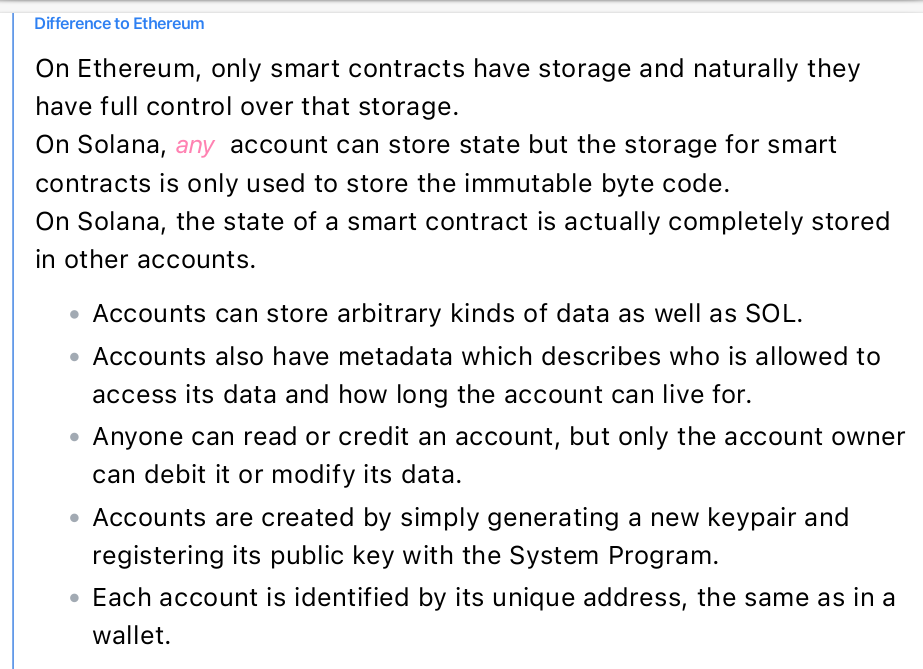 Difference to Ethereum
On Ethereum, only smart contracts have storage and naturally they
have full control over that storage.
On Solana, any account can store state but the storage for smart
contracts is only used to store the immutable byte code.
On Solana, the state of a smart contract is actually completely stored
in other accounts.
• Accounts can store arbitrary kinds of data as well as SOL.
• Accounts also have metadata which describes who is allowed to
access its data and how long the account can live for.
• Anyone can read or credit an account, but only the account owner
can debit it or modify its data.
• Accounts are created by simply generating a new keypair and
registering its public key with the System Program.
• Each account is identified by its unique address, the same as in a
wallet.